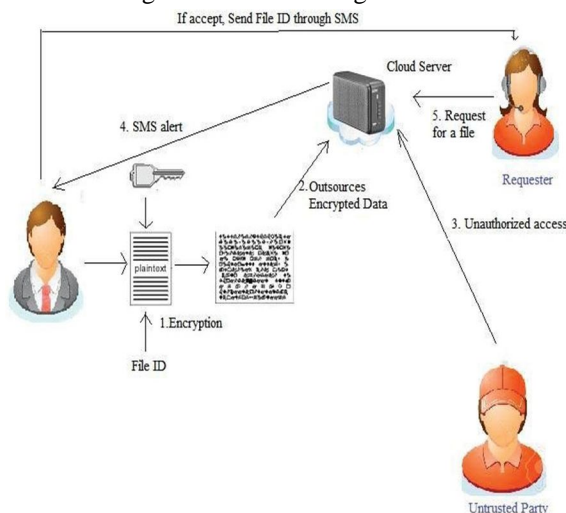 If accept, Send File ID through SMS
Cloud Server
4. SMS alert
5. Request
for a file
Requester
2.Outsources
Encrypted Data
3. Unauthorized access
plaintext
1.Encryption
File ID
Untrusted Party